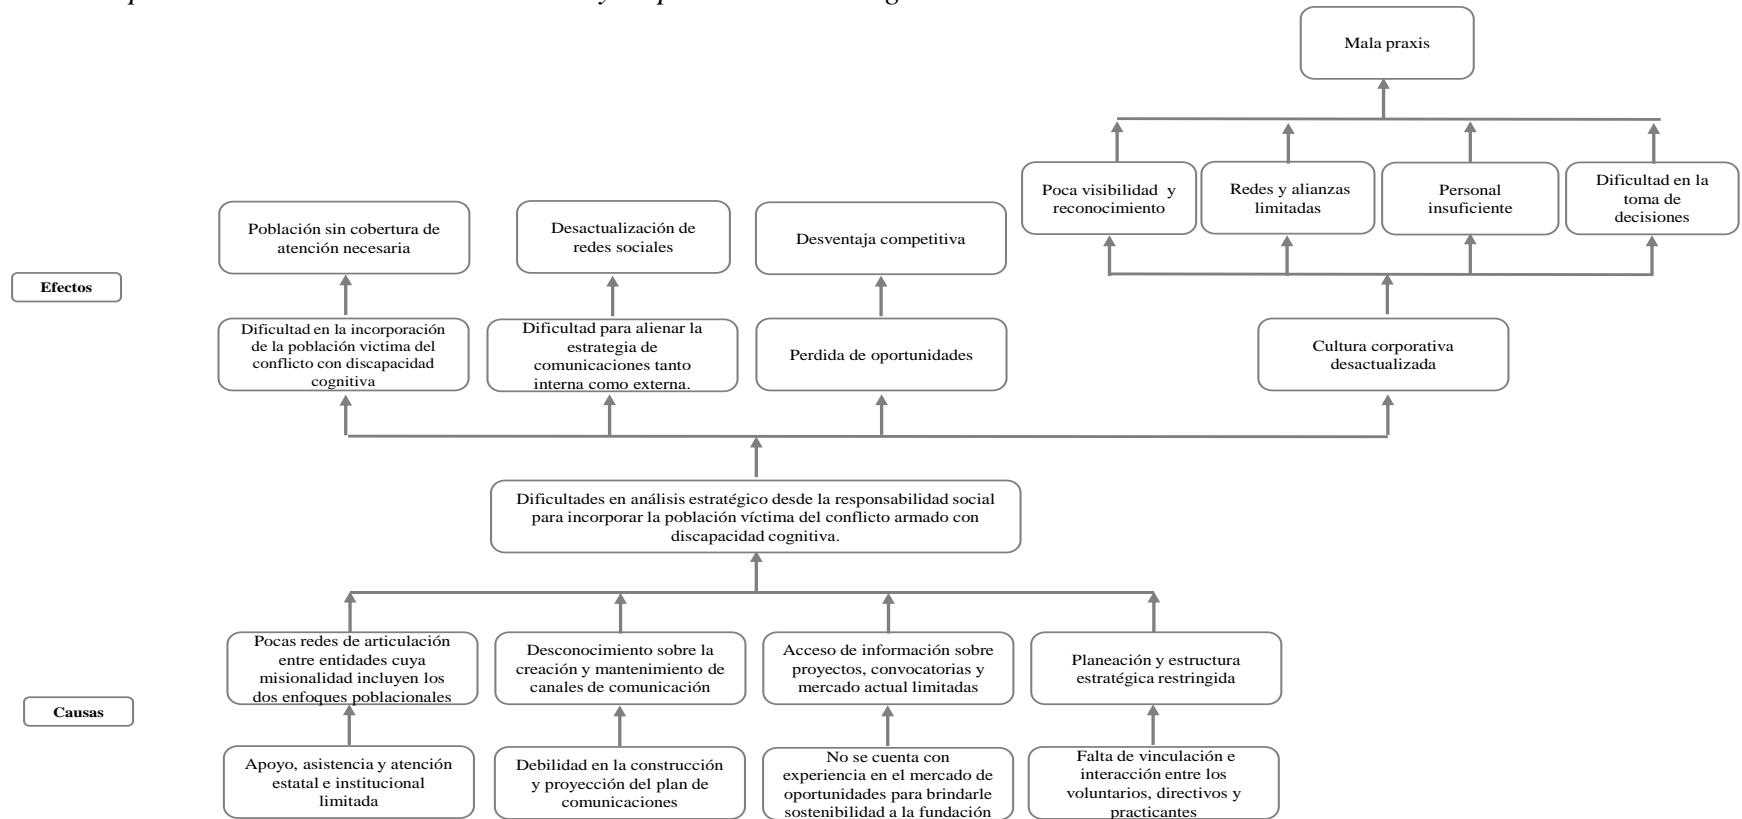 Mala praxis
Poca visibilidad y
reconocimiento
Redes y alianzas
limitadas
Personal
insuficiente
Dificultad en la
toma de
decisiones
Población sin cobertura de
atención necesaria
Desactualización de
redes sociales
Desventaja competitiva
Efectos
Dificultad en la incorporación
de la población victima del
conflicto con discapacidad
cognitiva
Dificultad para alienar la
estrategia de
comunicaciones tanto
interna como externa.
Perdida de oportunidades
Cultura corporativa
desactualizada
Dificultades en análisis estratégico desde la responsabilidad social
para incorporar la población víctima del conflicto armado con
discapacidad cognitiva.
Pocas redes de articulación
entre entidades cuya
misionalidad incluyen los
dos enfoques poblacionales
Desconocimiento sobre la
creación y mantenimiento de
canales de comunicación
Acceso de información sobre
proyectos, convocatorias y
mercado actual limitadas
Planeación y estructura
estratégica restringida
Causas
Apoyo, asistencia y atención
estatal e institucional
limitada
Debilidad en la construcción
y proyección del plan de
comunicaciones
No se cuenta con
experiencia en el mercado de
oportunidades para brindarle
sostenibilidad a la fundación
Falta de vinculación e
interacción entre los
voluntarios, directivos y
practicantes